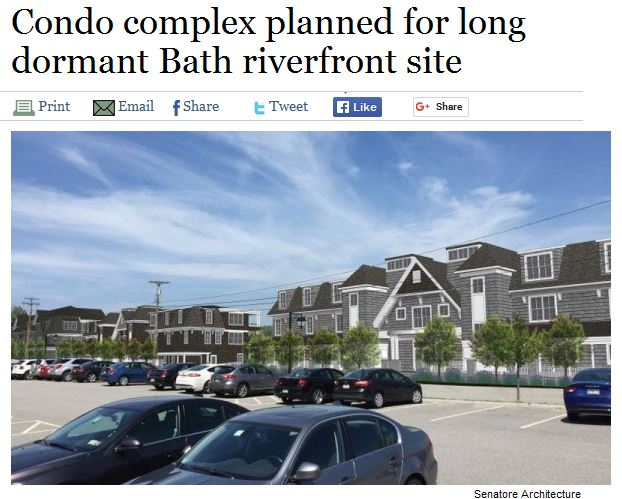 Condo complex planned for long
dormant Bath riverfront site
Print Email Share Tweet Like G+ Share
Senatore Architecture